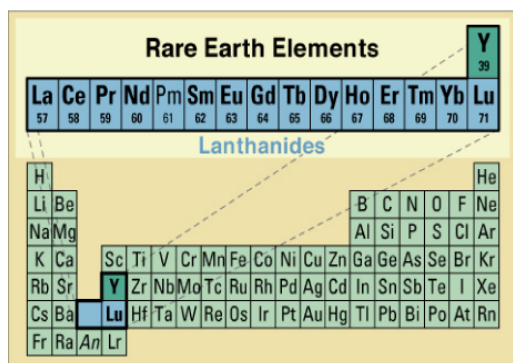 Rare Earth Elements
Y
39
La Ce Pr Nd Pm Sm Eu Gd Tb Dy Ho Er Tm Yb Lu
57 58 59 60 61 62 63 64 65 66 67 68 69 70 71
Lanthanides
H He
Li Be B C N O F Ne
Na Mg Al Si P S Cl Ar
K Ca Sc Ti V Cr Mn Fe Co Ni Cu Zn Ga Ge As Se Br Kr
Rb Sr Y Zr Nb Mo Tc Ru Rh Pd Ag Cd In Sn Sb Te I Xe
Cs Ba Lu Hf Ta W Re Os Ir Pt Au Hg Tl Pb Bi Po At Rn
Fr Ra An Lr